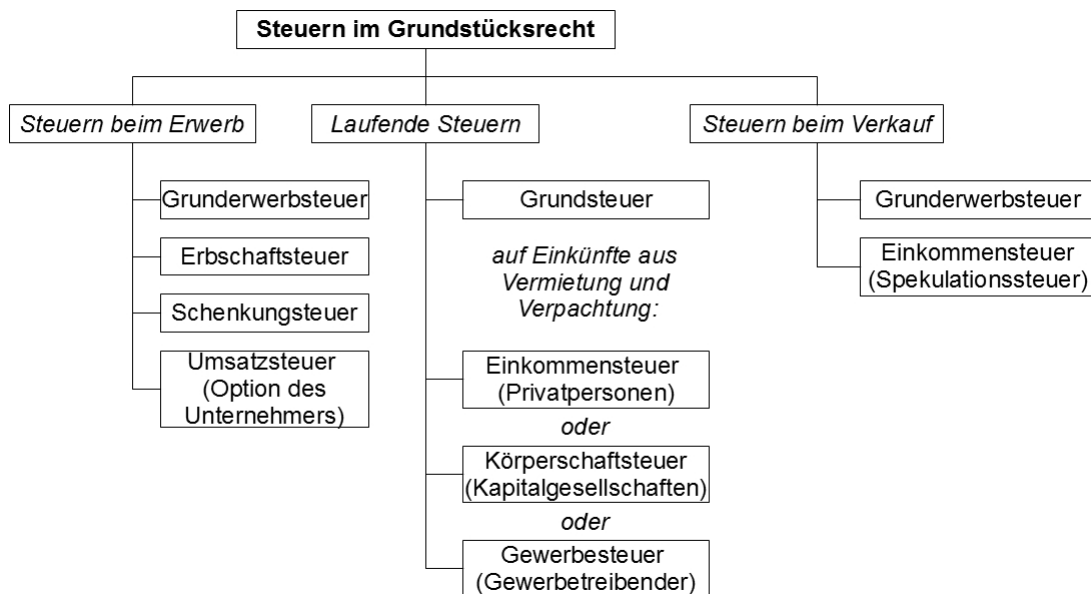 Steuern im Grundstücksrecht
Steuern beim Erwerb
Grunderwerbsteuer
Erbschaftsteuer
Schenkungsteuer
Umsatzsteuer
(Option des
Unternehmers)
Laufende Steuern
Grundsteuer
auf Einkünfte aus
Vermietung und
Verpachtung:
Einkommensteuer
(Privatpersonen)
oder
Körperschaftsteuer
(Kapitalgesellschaften)
oder
Gewerbesteuer
(Gewerbetreibender)
Steuern beim Verkauf
Grunderwerbsteuer
Einkommensteuer
(Spekulationssteuer)